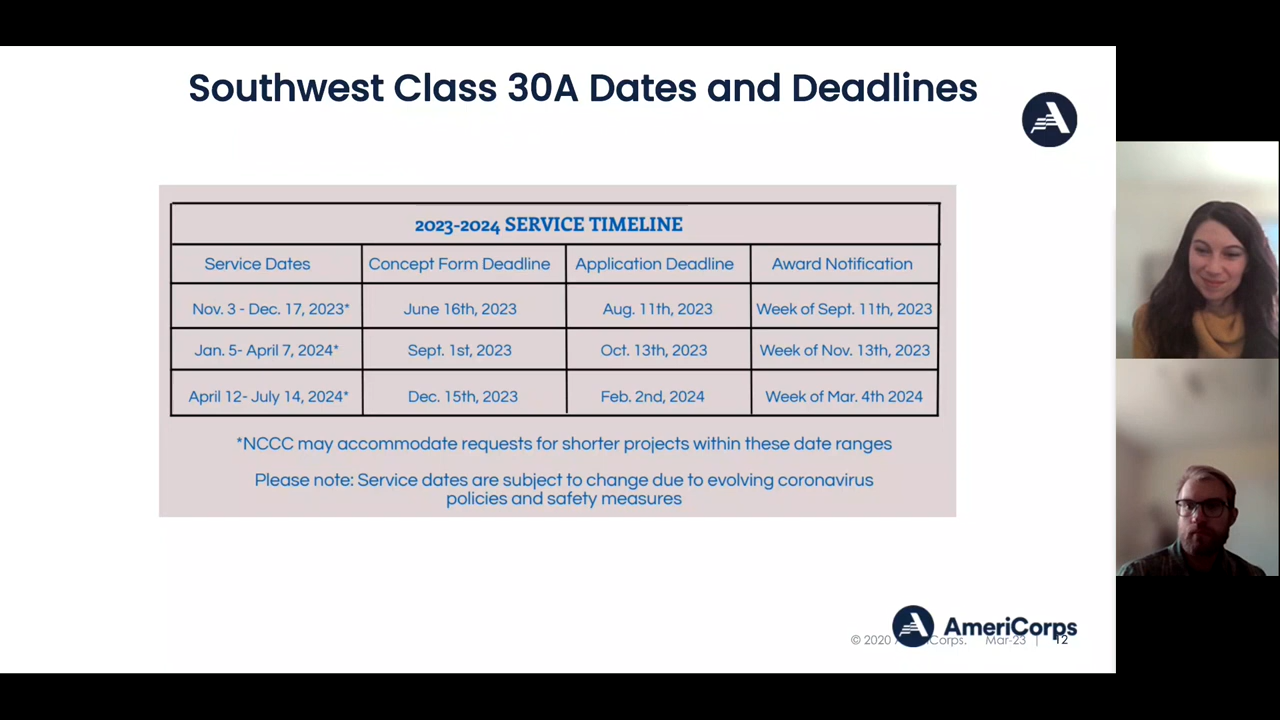 Southwest Class 30A Dates and Deadlines
2023-2024 SERVICE TIMELINE
Service Dates Concept Form Deadline Application Deadline Award Notification
Nov. 3 - Dec. 17, 2023* June 16th, 2023 Aug. 11th, 2023 Week of Sept. 11th, 2023
Jan. 5- April 7, 2024* Sept. 1st, 2023 Oct. 13th, 2023 Week of Nov. 13th, 2023
April 12- July 14, 2024* Dec. 15th, 2023 Feb. 2nd, 2024 Week of Mar. 4th 2024
*NCCC may accommodate requests for shorter projects within these date ranges
Please note: Service dates are subject to change due to evolving coronavirus
policies and safety measures
AmeriCorps
© 2020 Corps. Mar-23 | 12